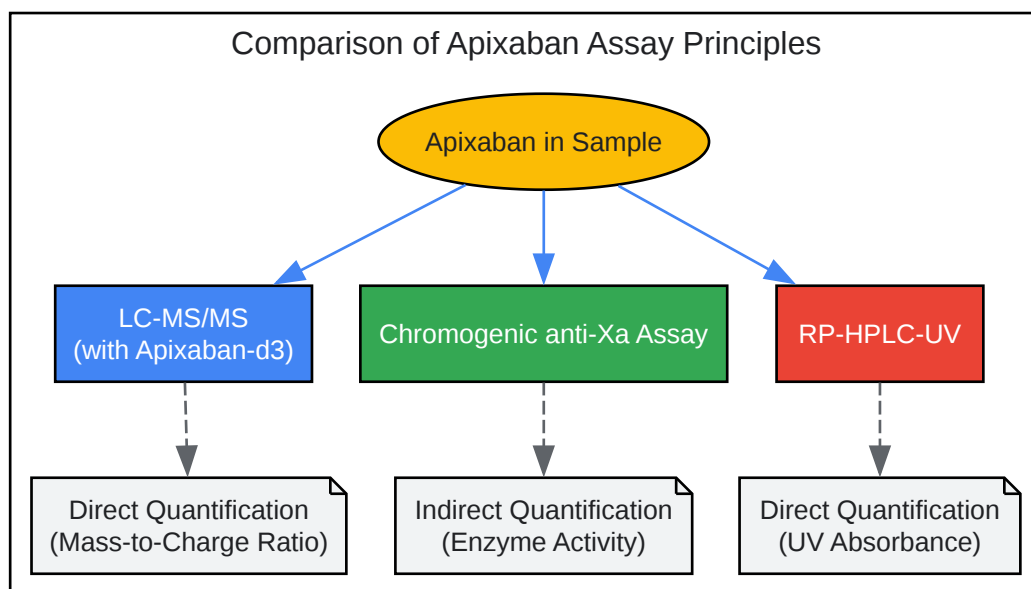 Comparison of Apixaban Assay Principles
Apixaban in Sample
LC-MS/MS
(with Apixaban-d3)
Chromogenic anti-Xa Assay
RP-HPLC-UV
Direct Quantification
(Mass-to-Charge Ratio)
Indirect Quantification
(Enzyme Activity)
Direct Quantification
(UV Absorbance)